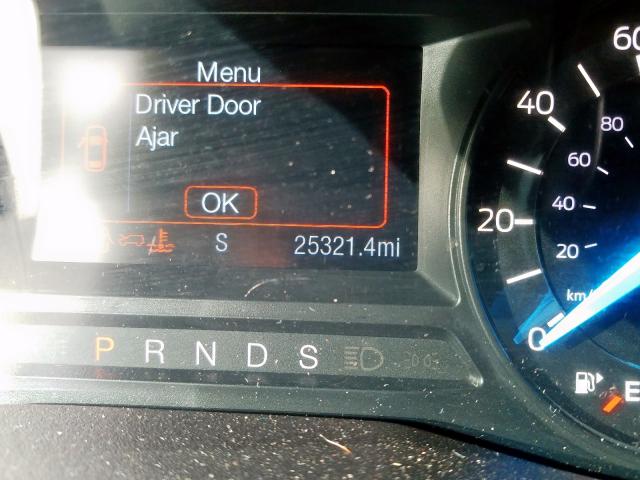 Menu
Driver Door
Ajar
OK
S 25321.4mi
P R N D S
0 20 40 60
20 40 60 80
km/
E